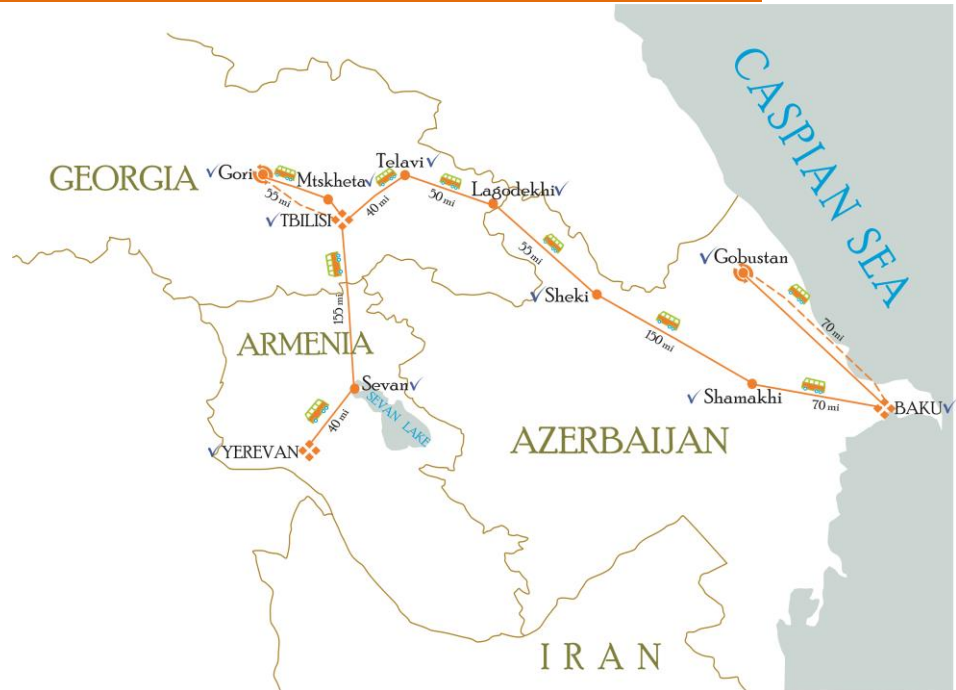 CASPIAN SEA
GEORGIA
Gori
55 mi
Mtskheta
TBILISI
Telavi
40 mi
50 mi
Lagodekhi
55 mi
Sheki
150 mi
Gobustan
70 mi
Shamakhi
70 mi
BAKU
155 mi
ARMENIA
Sevan
SEVAN LAKE
40 mi
YEREVAN
AZERBAIJAN
IRAN